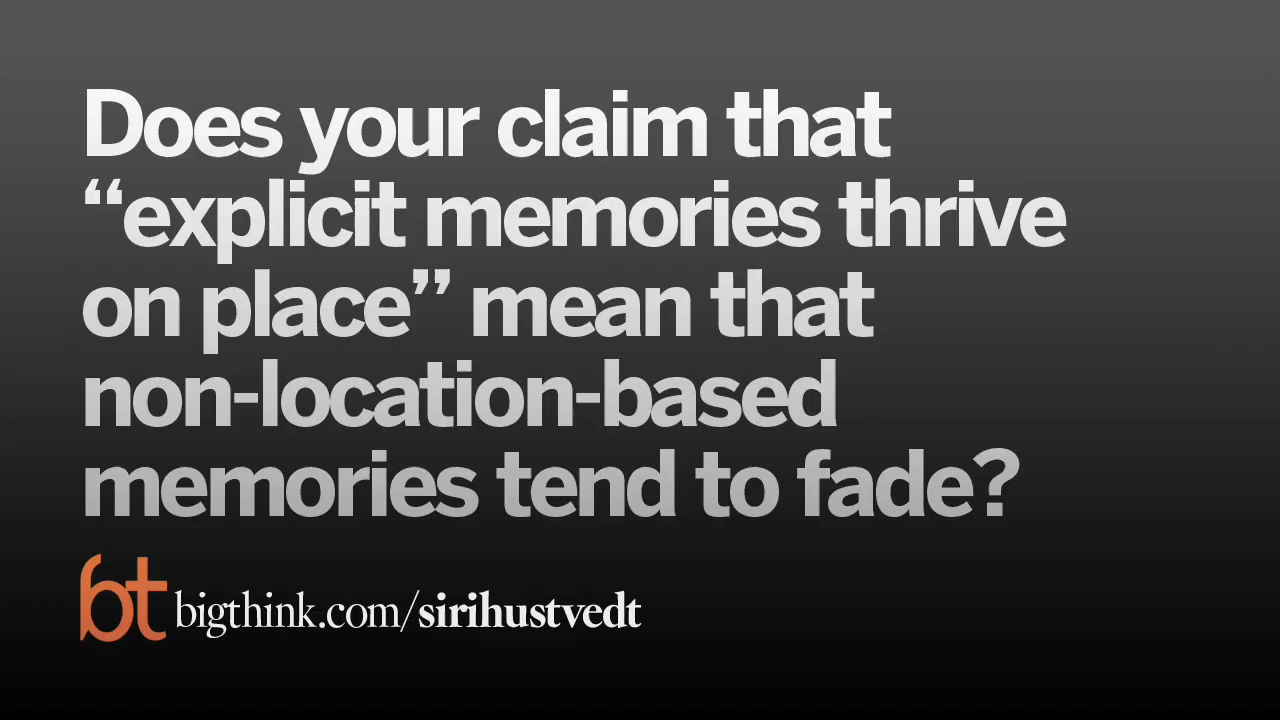 Does your claim that
“explicit memories thrive
on place” mean that
non-location-based
memories tend to fade?
bt bigthink.com/sirihustvedt